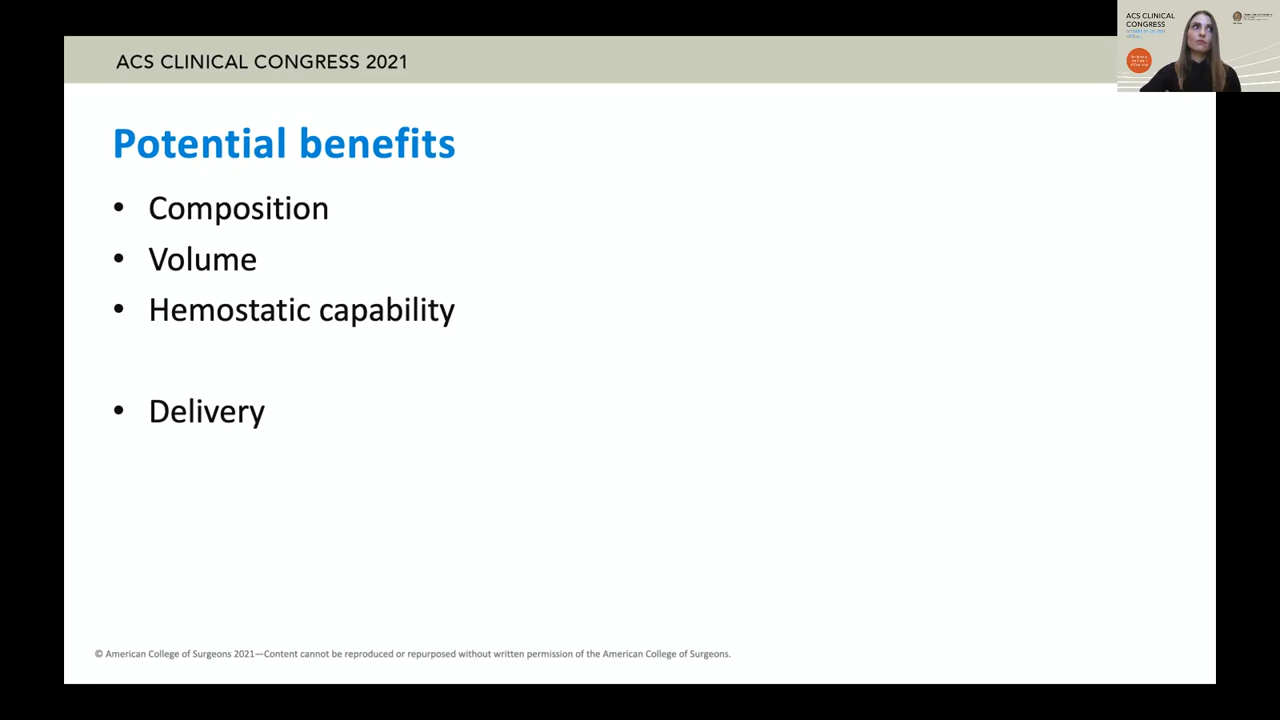 ACS CLINICAL CONGRESS 2021
ACS CLINICAL
CONGRESS
Potential benefits
• Composition
• Volume
• Hemostatic capability
• Delivery
© American College of Surgeons 2021—Content cannot be reproduced or repurposed without written permission of the American College of Surgeons.